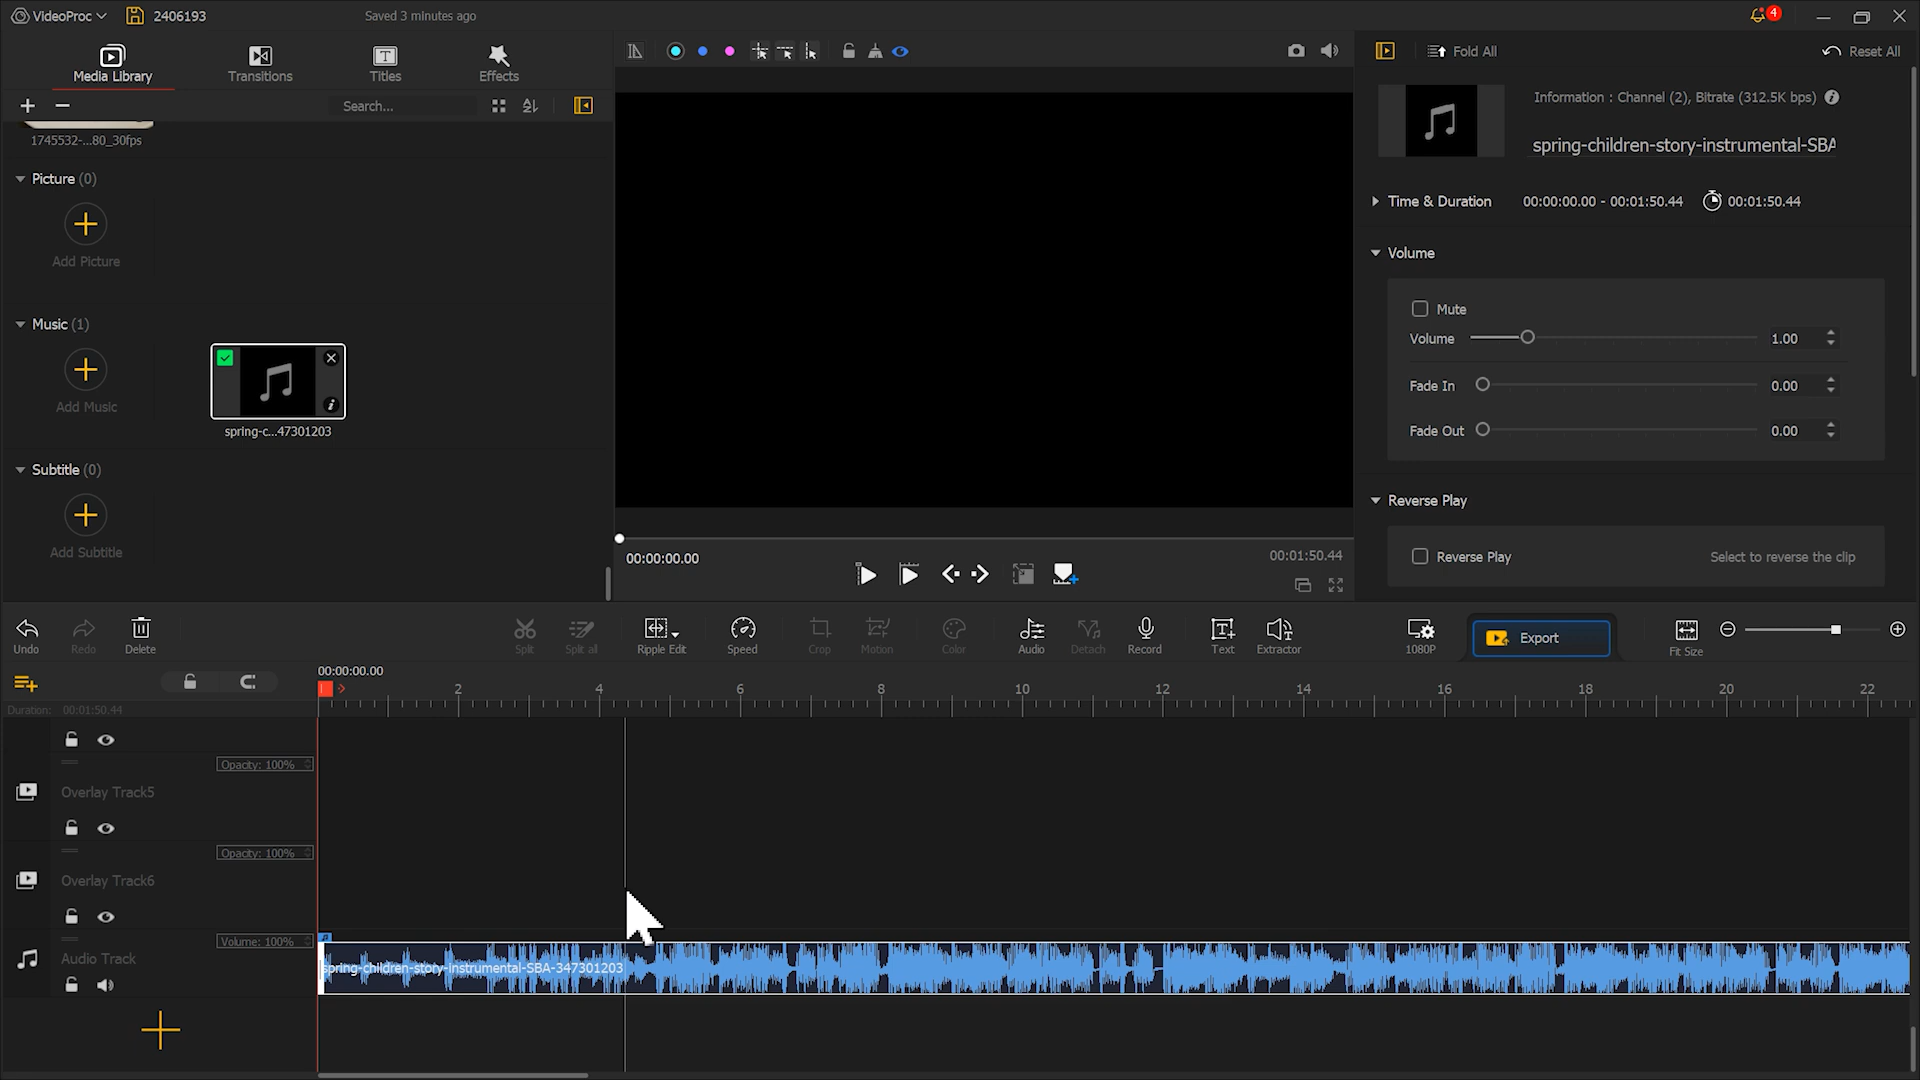 VideoProc
2406193
Saved 3 minutes ago
4
Media Library
Transitions
Titles
Effects
Search...
1745532-...80_30fps
Picture (0)
Add Picture
Music (1)
Add Music
spring-c...47301203
Subtitle (0)
Add Subtitle
00:00:00.00
00:01:50.44
Fold All
Reset All
Information : Channel (2), Bitrate (312.5K bps)
spring-children-story-instrumental-SBA
Time & Duration
00:00:00.00 - 00:01:50.44
00:01:50.44
Volume
Mute
Volume
1.00
Fade In
0.00
Fade Out
0.00
Reverse Play
Reverse Play
Select to reverse the clip
Undo
Redo
Delete
Split
Split all
Ripple Edit
Speed
Crop
Motion
Color
Audio
Detach
Record
Text
Extractor
1080P
Export
Fit Size
00:00:00.00
2 4 6 8 10 12 14 16 18 20 22
Duration: 00:01:50.44
Opacity: 100%
Overlay Track5
Opacity: 100%
Overlay Track6
Volume: 100%
Audio Track
spring-children-story-instrumental-SBA-347301203